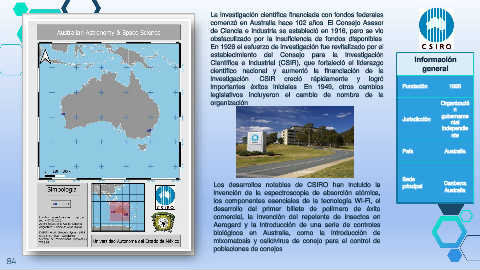 Australian Astronomy & Space Science
Simbología
Universidad Autónoma del Estado de México
La investigación científica financiada con fondos federales
comenzó en Australia hace 102 años El Consejo Asesor
de Ciencia e Industria se estableció en 1916, pero se vio
obstaculizado por la insuficiencia de fondos disponibles
En 1926 el esfuerzo de investigación fue revitalizado por el
establecimiento del Consejo para la Investigación
Científica e Industrial (CSIR), que fortaleció el liderazgo
científico nacional y aumentó la financiación de la
investigación CSIR creció rápidamente y logró
importantes éxitos iniciales En 1949, otros cambios
legislativos incluyeron el cambio de nombre de la
organización
Los desarrollos notables de CSIRO han incluido la
invención de la espectroscopia de absorción atómica,
los componentes esenciales de la tecnología Wi-Fi, el
desarrollo del primer billete de polímero de éxito
comercial, la invención del repelente de insectos en
Aerogard y la introducción de una serie de controles
biológicos en Australia, como la introducción de
mixomatosis y calicivirus de conejo para el control de
poblaciones de conejos
CSIRO
Información
general
Fundación
Jurisdicción
Organizació
n
gubername
ntal
independie
nte
País
Australia
Sede
principal
Canberra
Australia
84